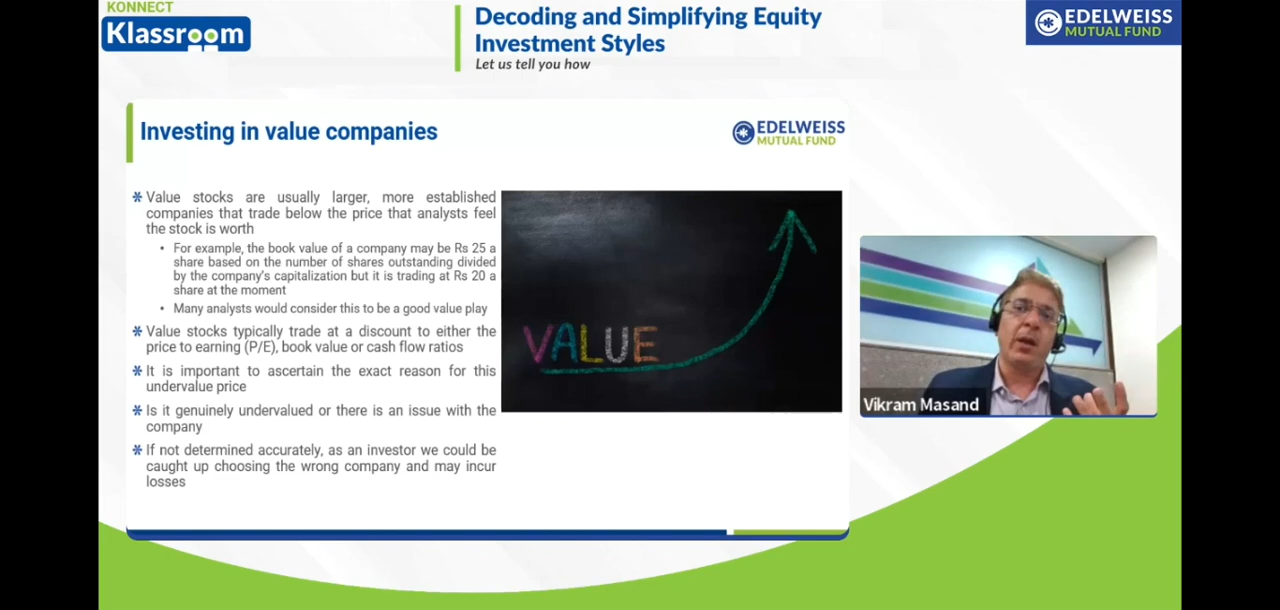 KONNECT
Klassroom
Decoding and Simplifying Equity
Investment Styles
Let us tell you how
EDELWEISS
MUTUAL FUND
Investing in value companies
EDELWEISS
MUTUAL FUND
Value stocks are usually larger, more established
companies that trade below the price that analysts feel
the stock is worth
• For example, the book value of a company may be Rs 25 a
share based on the number of shares outstanding divided
by the company's capitalization but it is trading at Rs 20 a
share at the moment
• Many analysts would consider this to be a good value play
Value stocks typically trade at a discount to either the
price to earning (P/E), book value or cash flow ratios
It is important to ascertain the exact reason for this
undervalue price
Is it genuinely undervalued or there is an issue with the
company
If not determined accurately, as an investor we could be
caught up choosing the wrong company and may incur
losses
VALUE
Vikram Masand